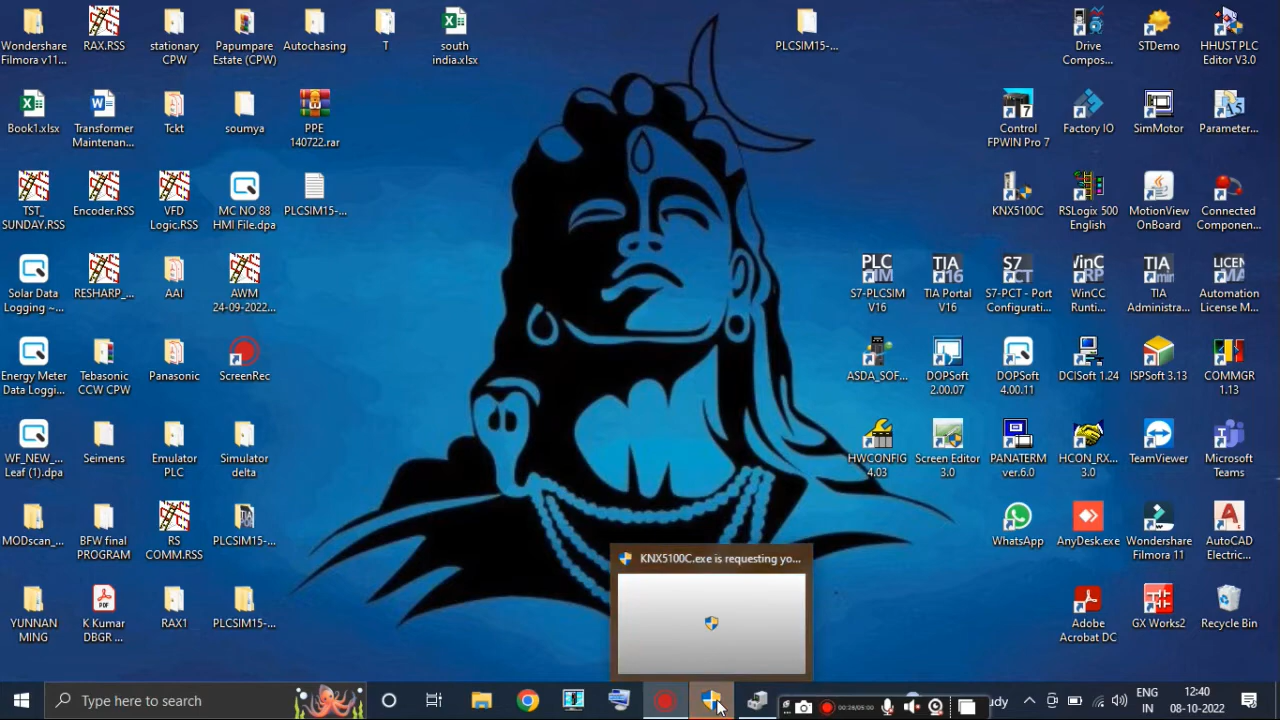 Wondershare
Filmora v11...
RAX.RSS
stationary
CPW
Papumpare
Estate (CPW)
Autochasing
T
south
india.xlsx
PLCSIM15-...
Drive
Compos...
STDemo
HHUST PLC
Editor V3.0
Book1.xlsx
Transformer
Maintenan...
Tckt
soumya
PPE
140722.rar
Control
FPWIN Pro 7
Factory IO
SimMotor
Parameter...
TST_
SUNDAY.RSS
Encoder.RSS
VFD
Logic.RSS
MC NO 88
HMI File.dpa
PLCSIM15-...
KNX5100C
RSLogix 500
English
MotionView
OnBoard
Connected
Componen...
Solar Data
Logging ~...
RESHARP_...
AAI
AWM
24-09-2022...
S7-PLCSIM
V16
TIA Portal
V16
S7-PCT - Port
Configurati...
WinCC
Runti...
TIA
Administra...
Automation
License M...
Energy Meter
Data Loggi...
Tebasonic
CCW CPW
Panasonic
ScreenRec
ASDA_SOF...
DOPSoft
2.00.07
DOPSoft
4.00.11
DCISoft 1.24
ISPSoft 3.13
COMMGR
1.13
WF_NEW_...
Leaf (1).dpa
Seimens
Emulator
PLC
Simulator
delta
HWCONFIG
4.03
Screen Editor
3.0
PANATERM
ver.6.0
HCON_RX...
3.0
TeamViewer
Microsoft
Teams
MODscan_...
BFW final
PROGRAM
RS
COMM.RSS
PLCSIM15-...
WhatsApp
AnyDesk.exe
Wondershare
Filmora 11
AutoCAD
Electric...
YUNNAN
MING
K Kumar
DBGR ...
RAX1
PLCSIM15-...
Adobe
Acrobat DC
GX Works2
Recycle Bin
KNX5100C.exe is requesting yo...
Type here to search
00:28/05:00
ENG
IN
12:40
08-10-2022